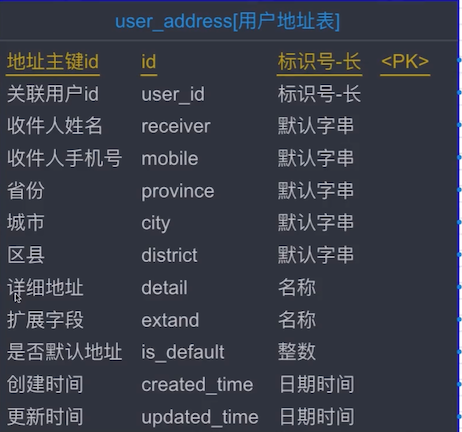 user_address[用户地址表]
地址主键id id 标识号-长 <PK>
关联用户id user_id 标识号-长
收件人姓名 receiver 默认字串
收件人手机号 mobile 默认字串
省份 province 默认字串
城市 city 默认字串
区县 district 默认字串
详细地址 detail 名称
扩展字段 extand 名称
是否默认地址 is_default 整数
创建时间 created_time 日期时间
更新时间 updated_time 日期时间